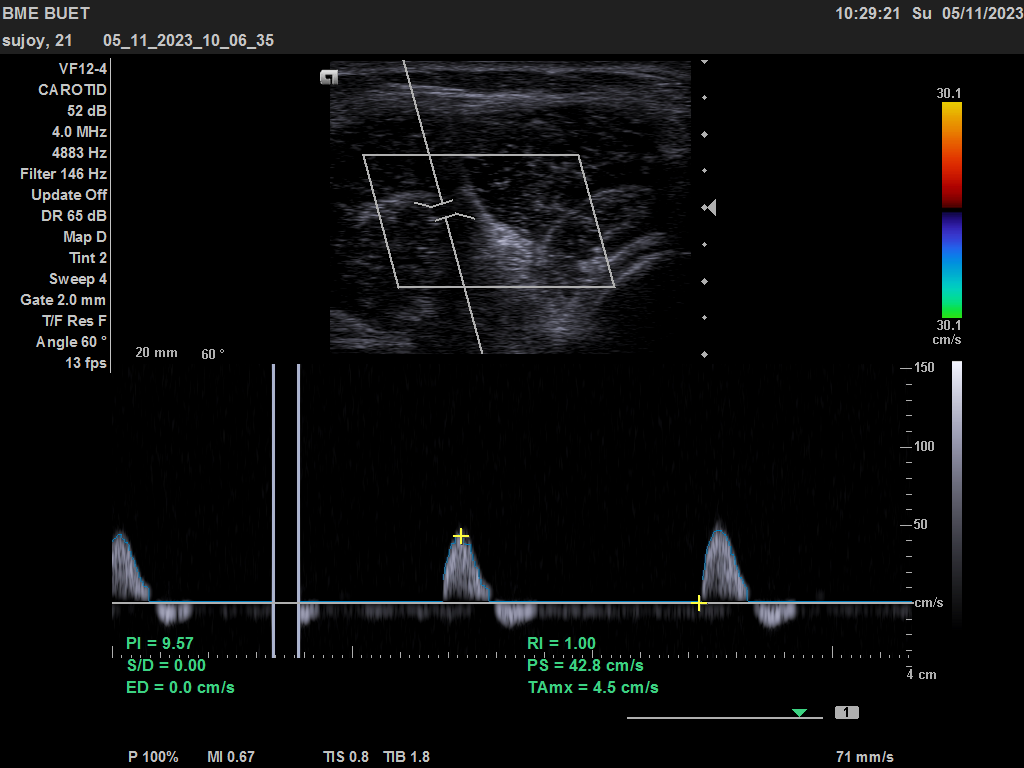 BME BUET 10:29:21 Su 05/11/2023
sujoy, 21 05_11_2023_10_06_35
VF12-4
CAROTID
52 dB
4.0 MHz
4883 Hz
Filter 146 Hz
Update Off
DR 65 dB
Map D
Tint 2
Sweep 4
Gate 2.0 mm
T/F Res F
Angle 60 °
13 fps
20 mm 60 °
30.1
30.1
cm/s
150
100
50
cm/s
4 cm
PI = 9.57
S/D = 0.00
ED = 0.0 cm/s
RI = 1.00
PS = 42.8 cm/s
TAmx = 4.5 cm/s
1
P 100% MI 0.67 TIS 0.8 TIB 1.8 71 mm/s